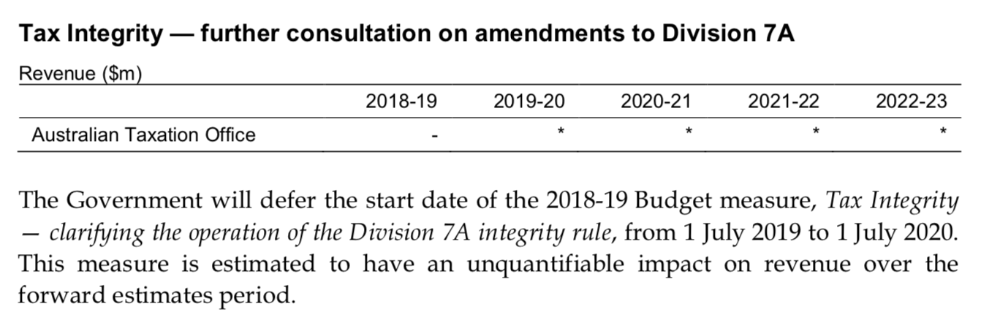 Tax Integrity — further consultation on amendments to Division 7A
Revenue ($m)
2018-19 2019-20 2020-21 2021-22 2022-23
Australian Taxation Office - * * * *
The Government will defer the start date of the 2018-19 Budget measure, Tax Integrity
— clarifying the operation of the Division 7A integrity rule, from 1 July 2019 to 1 July 2020.
This measure is estimated to have an unquantifiable impact on revenue over the
forward estimates period.